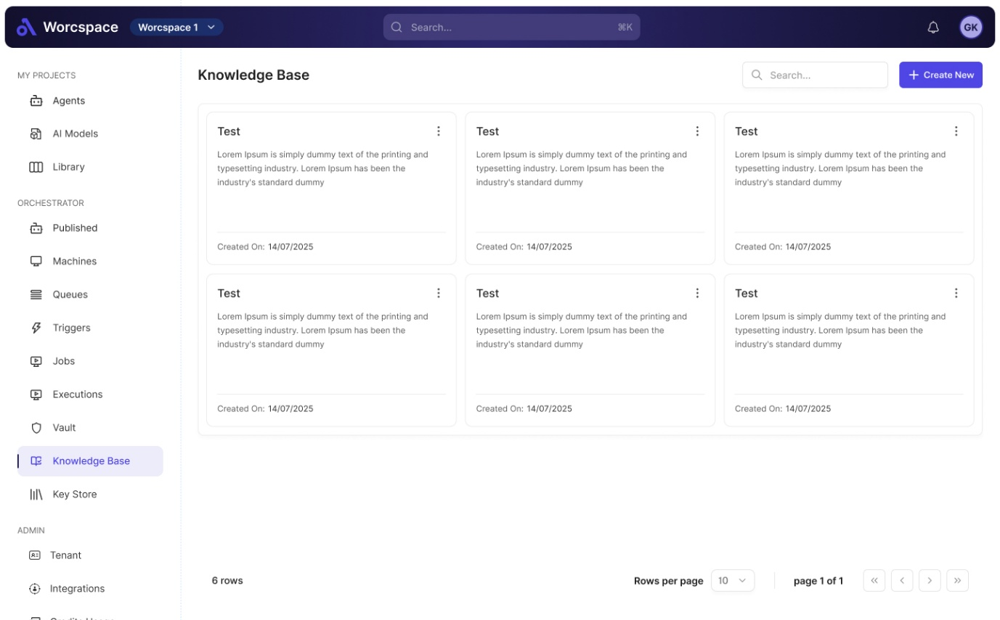 Worcspace
Worcspace 1
Search...
⌘K
GK
MY PROJECTS
Agents
AI Models
Library
ORCHESTRATOR
Published
Machines
Queues
Triggers
Jobs
Executions
Vault
Knowledge Base
Key Store
ADMIN
Tenant
Integrations
Knowledge Base
Search...
Create New
Test
Lorem Ipsum is simply dummy text of the printing and
typesetting industry. Lorem Ipsum has been the
industry's standard dummy
Created On: 14/07/2025
Test
Lorem Ipsum is simply dummy text of the printing and
typesetting industry. Lorem Ipsum has been the
industry's standard dummy
Created On: 14/07/2025
Test
Lorem Ipsum is simply dummy text of the printing and
typesetting industry. Lorem Ipsum has been the
industry's standard dummy
Created On: 14/07/2025
Test
Lorem Ipsum is simply dummy text of the printing and
typesetting industry. Lorem Ipsum has been the
industry's standard dummy
Created On: 14/07/2025
Test
Lorem Ipsum is simply dummy text of the printing and
typesetting industry. Lorem Ipsum has been the
industry's standard dummy
Created On: 14/07/2025
Test
Lorem Ipsum is simply dummy text of the printing and
typesetting industry. Lorem Ipsum has been the
industry's standard dummy
Created On: 14/07/2025
6 rows
Rows per page 10
page 1 of 1